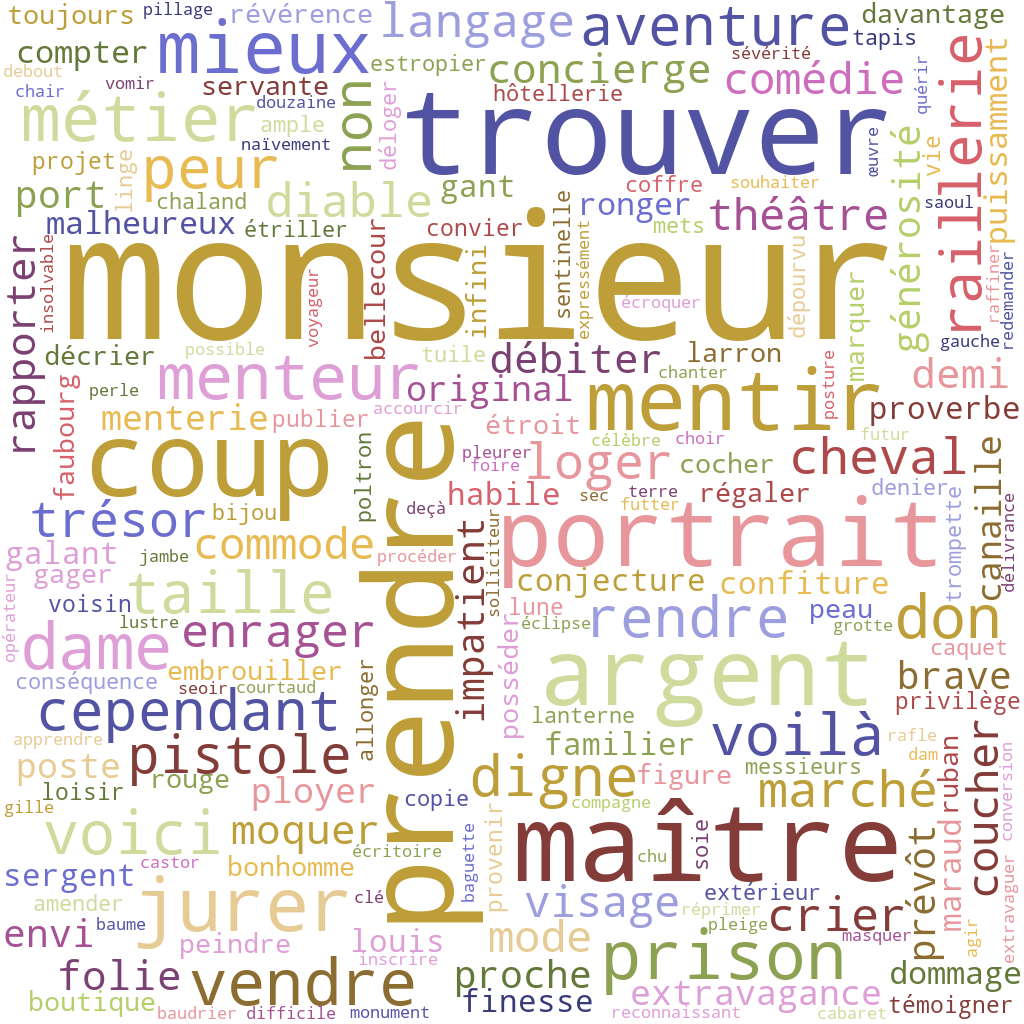 toujours
pillage
révérence
langage
aventure
davantage
compter
mieux
estropier
concierge
sévérité
tapis
debout
chair
vomir
servante
douzaine
hôtellerie
comédie
quérir
raillerie
puissamment
métier
ample
naïvement
non
déloger
trouver
œuvre
générosité
vie
projet
linge
peur
port
chaland
diable
gant
coffre
souhaiter
saoul
malheureux
étriller
convier
sentinelle
ronger
mets
théâtre
rapporter
insolvable
monsieur
voyageur
bellecour
infini
expressément
écroquer
dépourvu
marquer
raffiner
redemander
gauche
décrier
possible
tuile
débiter
larron
chanter
posture
demi
perle
menteur
original
mentir
proverbe
faubourg
menterie
publier
accourcir
étroit
célèbre
choir
futur
coup
poltron
prendre
pleurer
foire
loger
cocher
cheval
canaille
trésor
bijou
deçà
habile
sec
terre
futter
régaler
denier
trompette
délivrance
galant
jambe
commode
procéder
impatient
solliciteur
portrait
gager
opérateur
voisin
taille
conjecture
confiture
lustre
lune
éclipse
rendre
peau
grotte
don
dame
enrager
posséder
caquet
conséquence
embrouiller
seoir
courtaud
allonger
argent
brave
privilège
cependant
lanterne
apprendre
pistole
familier
voilà
rafle
dam
ruban
coucher
conversion
poste
rouge
digne
figure
messieurs
gille
loisir
ployer
copie
compagne
marché
voici
moquer
écritoire
baguette
provenir
maître
chu
soie
prévôt
maraud
extravaguer
sergent
castor
bonhomme
amender
jurer
clé
visage
extérieur
réprimer
crier
baume
pleige
masquer
agir
envi
peindre
louis
inscrire
mode
prison
folie
vendre
proche
dommage
boutique
baudrier
difficile
monument
finesse
extravagance
reconnaissant
cabaret
témoigner